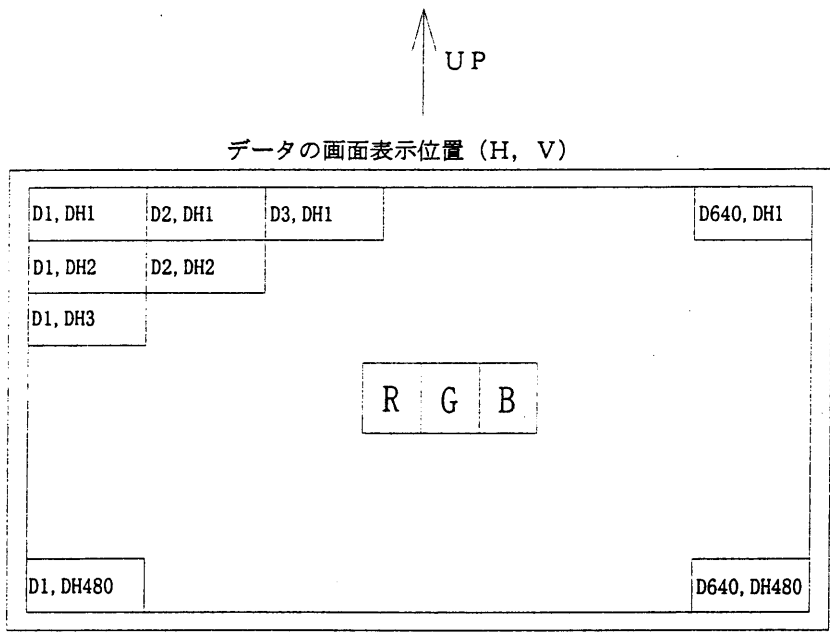 UP
データの画面表示位置（H, V）
D1, DH1 D2, DH1 D3, DH1 D640, DH1
D1, DH2 D2, DH2
D1, DH3
R G B
D1, DH480 D640, DH480